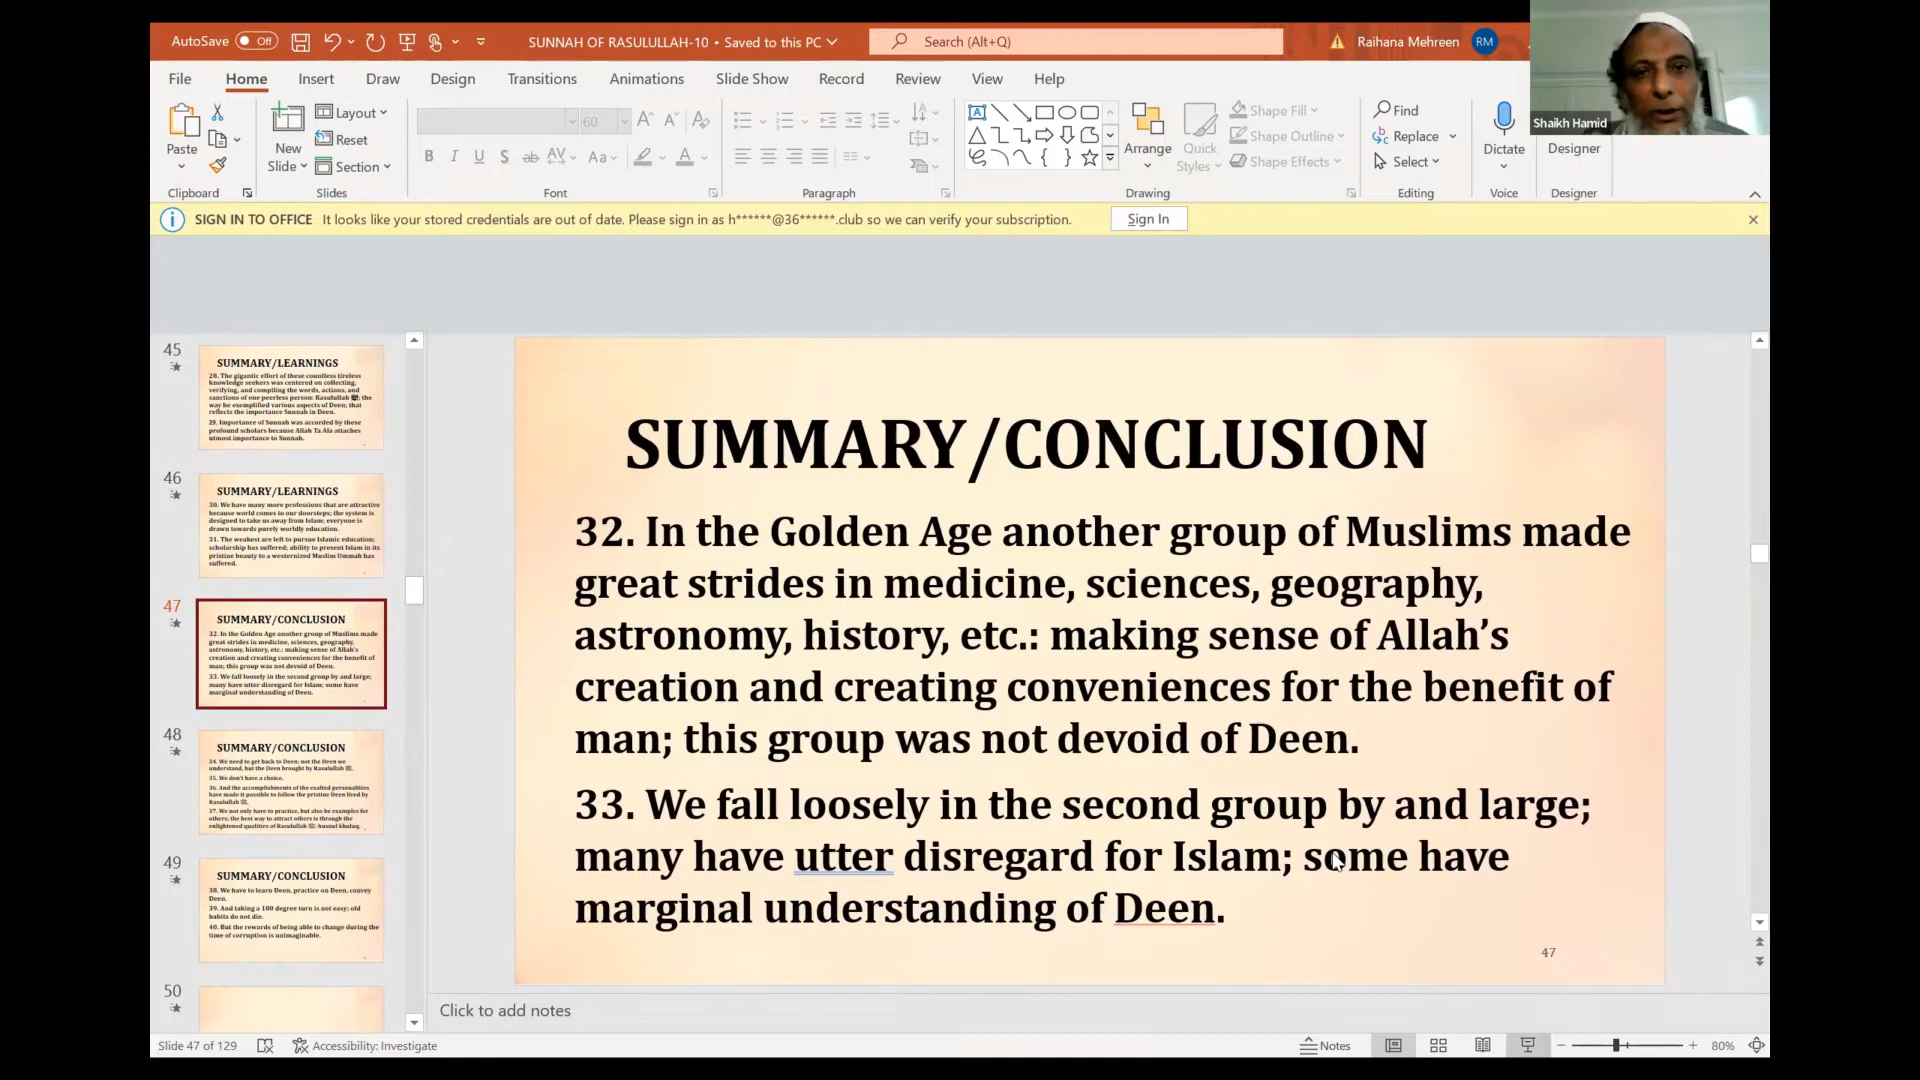 AutoSave Off
SUNNAH OF RASULULLAH-10 • Saved to this PC
Search (Alt+Q)
Raihana Mehreen RM
Shaikh Hamid
File Home Insert Draw Design Transitions Animations Slide Show Record Review View Help
Paste
Clipboard
New Slide
Layout
Reset
Section
Slides
60
Font
Paragraph
Arrange
Quick Styles
Shape Fill
Shape Outline
Shape Effects
Drawing
Find
Replace
Select
Editing
Dictate
Voice
Designer
Designer
SIGN IN TO OFFICE It looks like your stored credentials are out of date. Please sign in as h******@36******.club so we can verify your subscription. Sign In
45
SUMMARY/LEARNINGS
28. The gigantic effort of these countless tireless
knowledge seekers was centered on collecting,
verifying, and compiling the words, actions, and
sanctions of one peerless person: Rasulullah ﷺ; the
way he exemplified various aspects of Deen; that
reflects the importance Sunnah in Deen.
29. Importance of Sunnah was accorded by these
profound scholars because Allah Ta Ala attaches
utmost importance to Sunnah.
46
SUMMARY/LEARNINGS
30. We have many more professions that are attractive
because world comes to our doorsteps; the system is
designed to take us away from Islam; everyone is
drawn towards purely worldly education.
31. The weakest are left to pursue Islamic education;
scholarship has suffered; ability to present Islam in its
pristine beauty to a westernized Muslim Ummah has
suffered.
47
SUMMARY/CONCLUSION
32. In the Golden Age another group of Muslims made
great strides in medicine, sciences, geography,
astronomy, history, etc.: making sense of Allah's
creation and creating conveniences for the benefit of
man; this group was not devoid of Deen.
33. We fall loosely in the second group by and large;
many have utter disregard for Islam; some have
marginal understanding of Deen.
48
SUMMARY/CONCLUSION
34. We need to get back to Deen; not the Deen we
understand, but the Deen brought by Rasulullah ﷺ.
35. We don't have a choice.
36. And the accomplishments of the exalted personalities
have made it possible to follow the pristine Deen lived by
Rasulullah ﷺ.
37. We not only have to practice, but also be examples for
others; the best way to attract others is through the
enlightened qualities of Rasulullah ﷺ: husnul khuluq.
49
SUMMARY/CONCLUSION
38. We have to learn Deen, practice on Deen, convey
Deen.
39. And taking a 180 degree turn is not easy; old
habits do not die.
40. But the rewards of being able to change during the
time of corruption is unimaginable.
50
SUMMARY/CONCLUSION
32. In the Golden Age another group of Muslims made
great strides in medicine, sciences, geography,
astronomy, history, etc.: making sense of Allah’s
creation and creating conveniences for the benefit of
man; this group was not devoid of Deen.
33. We fall loosely in the second group by and large;
many have utter disregard for Islam; some have
marginal understanding of Deen.
47
Click to add notes
Slide 47 of 129 Accessibility: Investigate Notes 80%